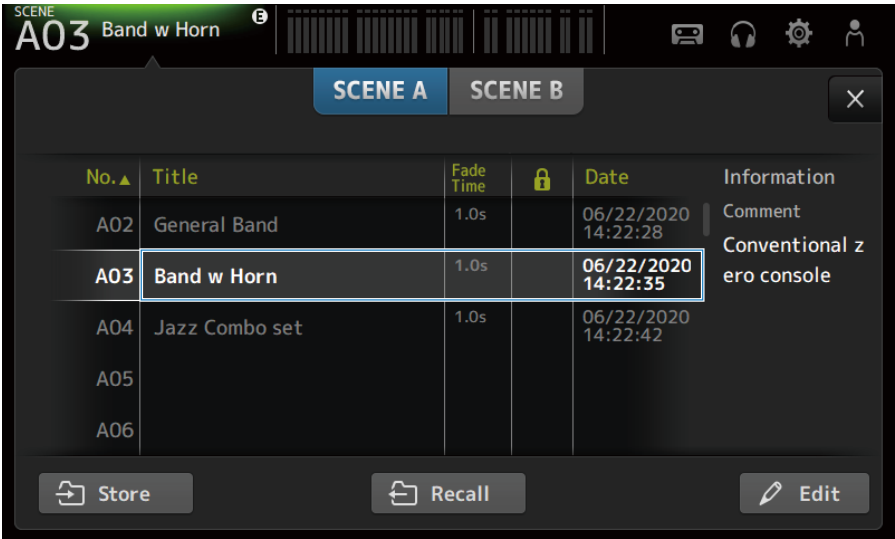 SCENE
A03 Band w Horn E
SCENE A SCENE B
No.▲ Title Fade Time Date Information
A02 General Band 1.0s 06/22/2020 14:22:28 Comment
A03 Band w Horn 1.0s 06/22/2020 14:22:35 Conventional z
ero console
A04 Jazz Combo set 1.0s 06/22/2020 14:22:42
A05
A06
Store Recall Edit